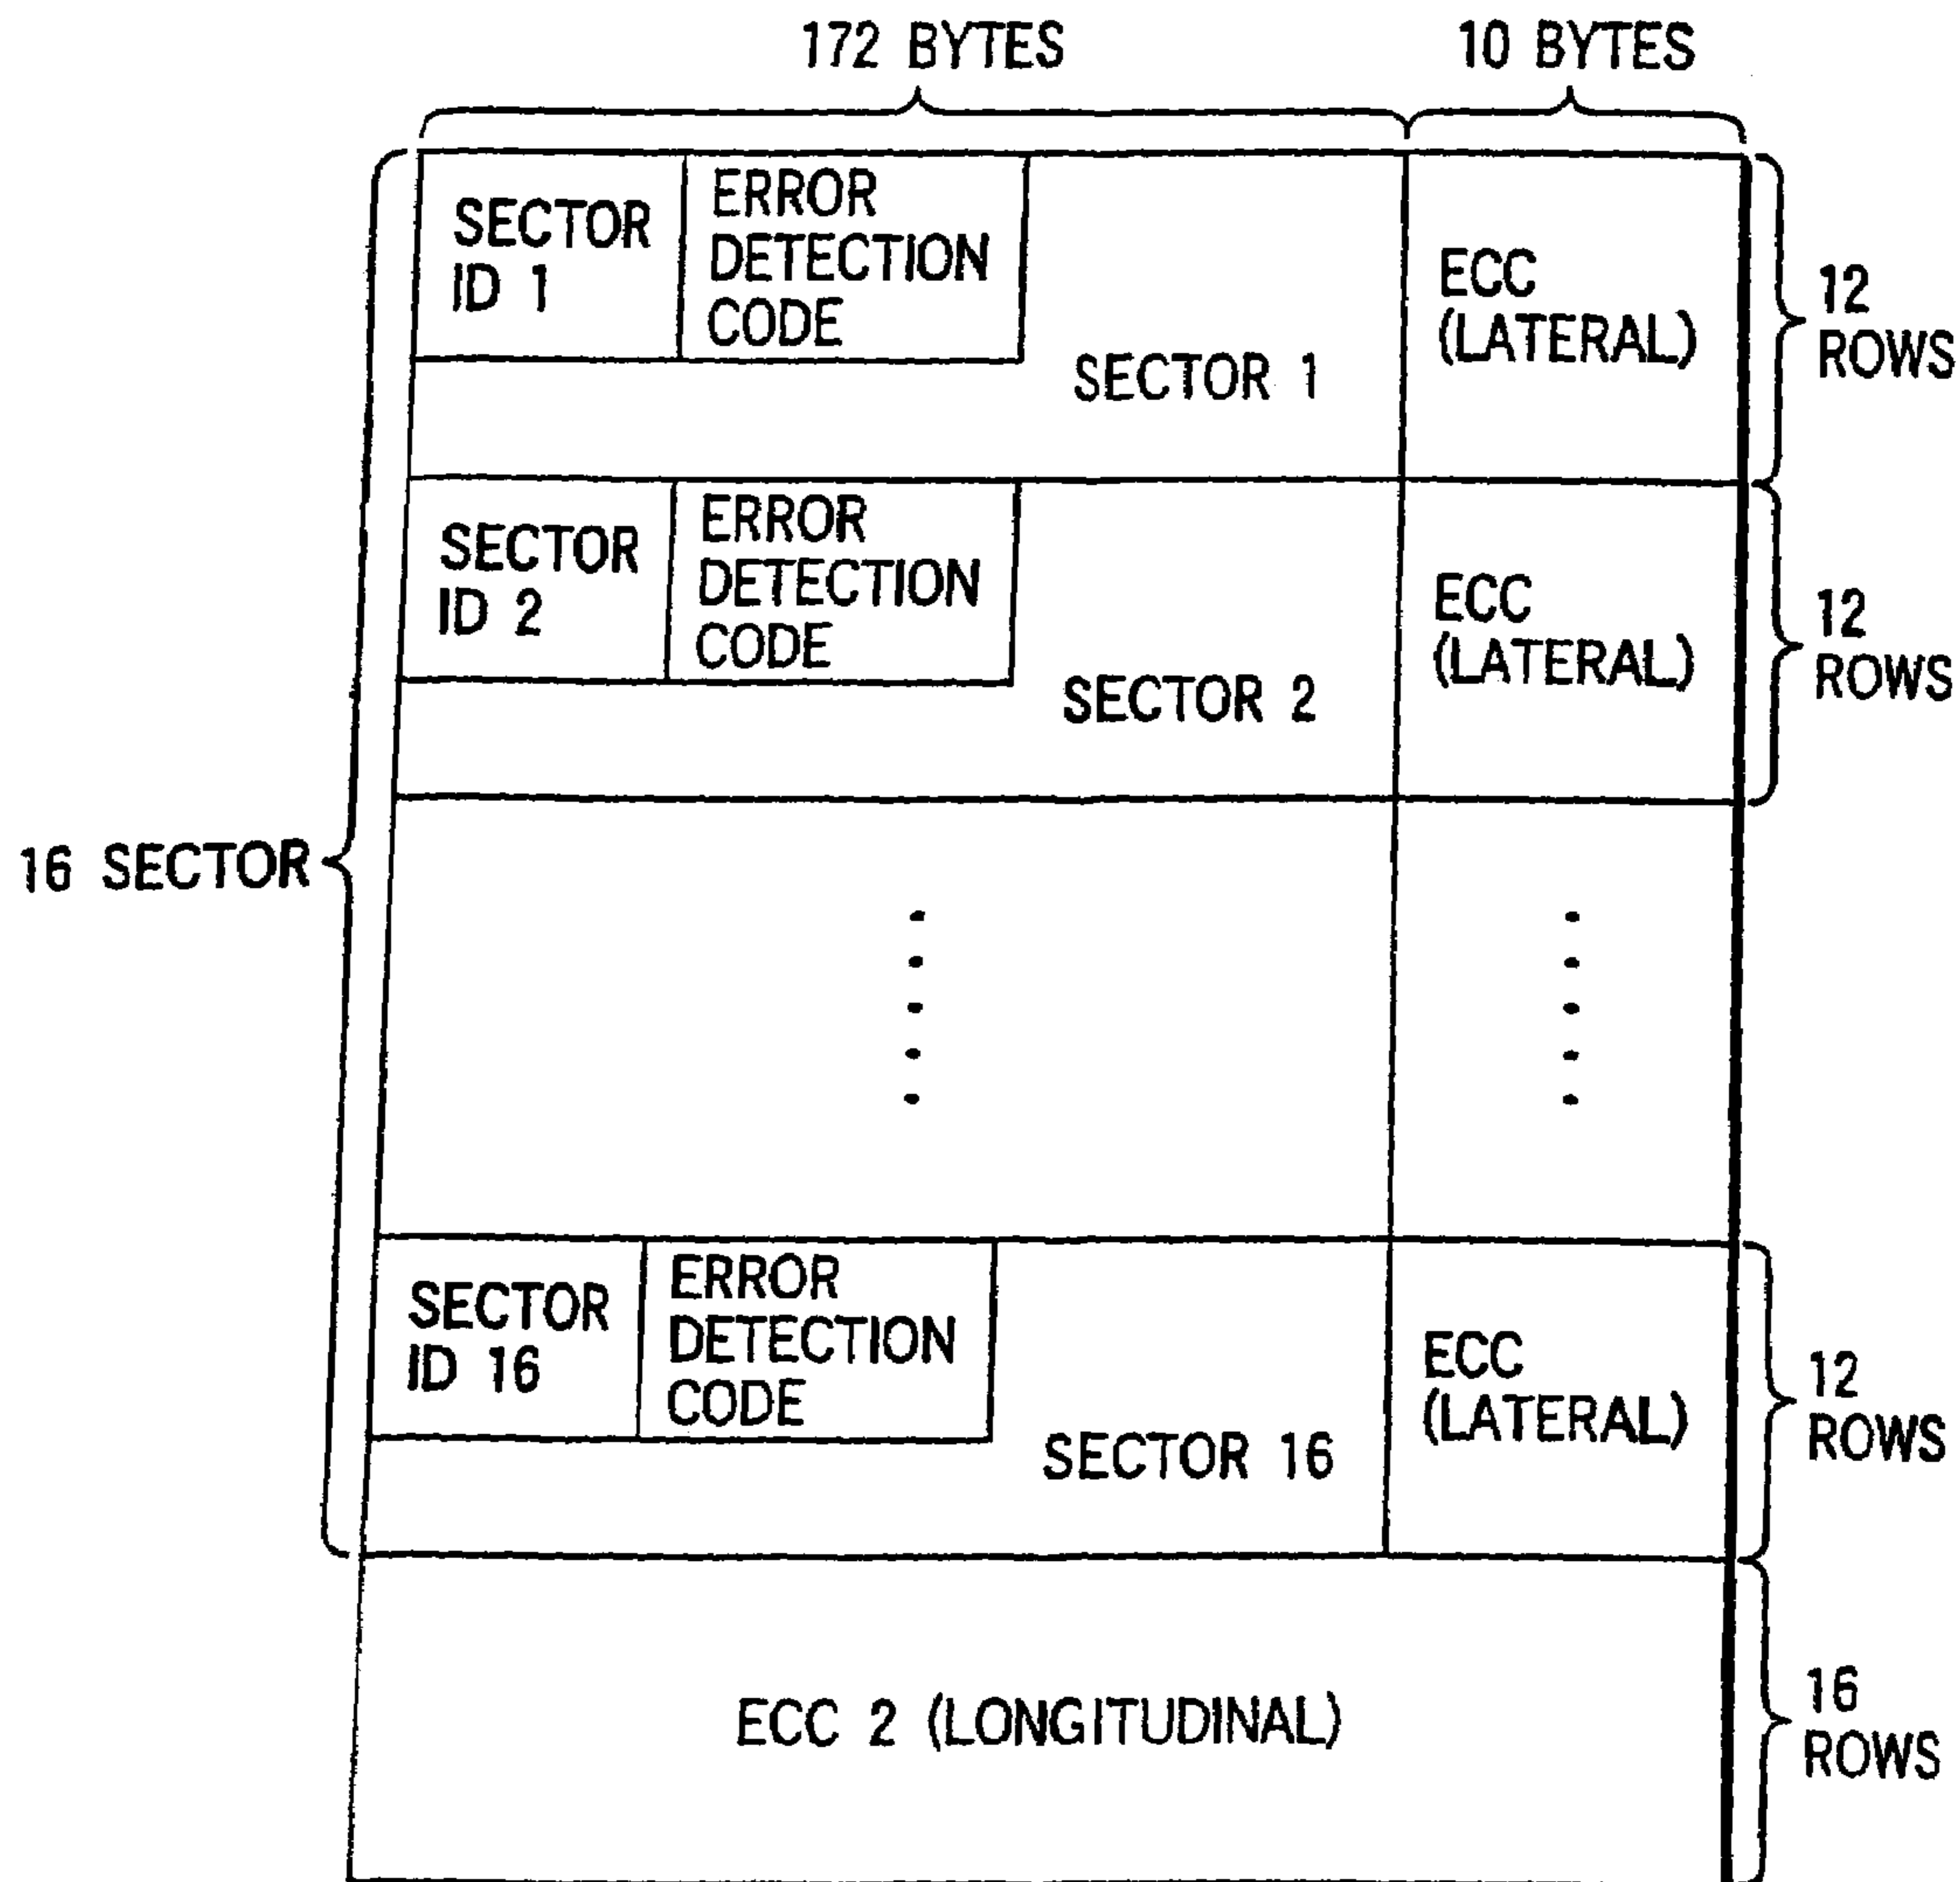 172 BYTES
10 BYTES
SECTOR
ID 1
ERROR
DETECTION
CODE
SECTOR 1
ECC
(LATERAL)
12
ROWS
SECTOR
ID 2
ERROR
DETECTION
CODE
SECTOR 2
ECC
(LATERAL)
12
ROWS
16 SECTOR
SECTOR
ID 16
ERROR
DETECTION
CODE
SECTOR 16
ECC
(LATERAL)
12
ROWS
ECC 2 (LONGITUDINAL)
16
ROWS